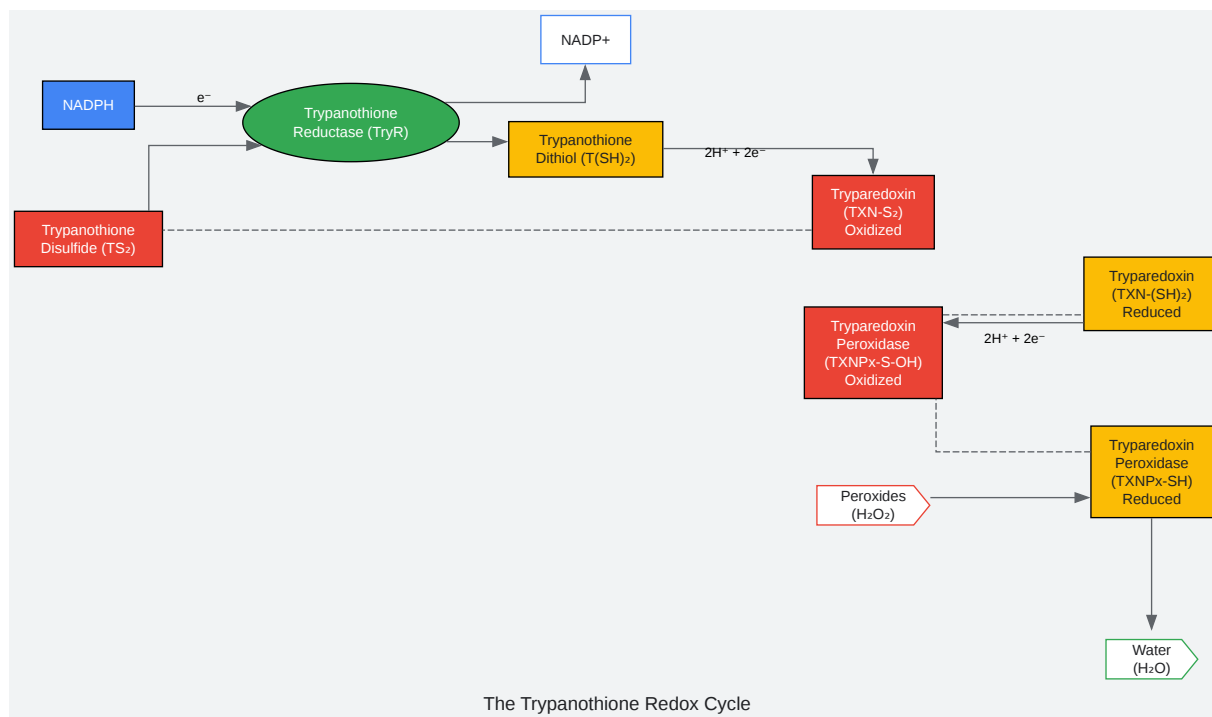 NADP+
NADPH
e⁻
Trypanothione
Reductase (TryR)
Trypanothione
Dithiol (T(SH)₂)
2H⁺ + 2e⁻
Tryparedoxin
(TXN-S₂)
Oxidized
Trypanothione
Disulfide (TS₂)
Tryparedoxin
(TXN-(SH)₂)
Reduced
2H⁺ + 2e⁻
Tryparedoxin
Peroxidase
(TXNPx-S-OH)
Oxidized
Tryparedoxin
Peroxidase
(TXNPx-SH)
Reduced
Peroxides
(H₂O₂)
Water
(H₂O)
The Trypanothione Redox Cycle